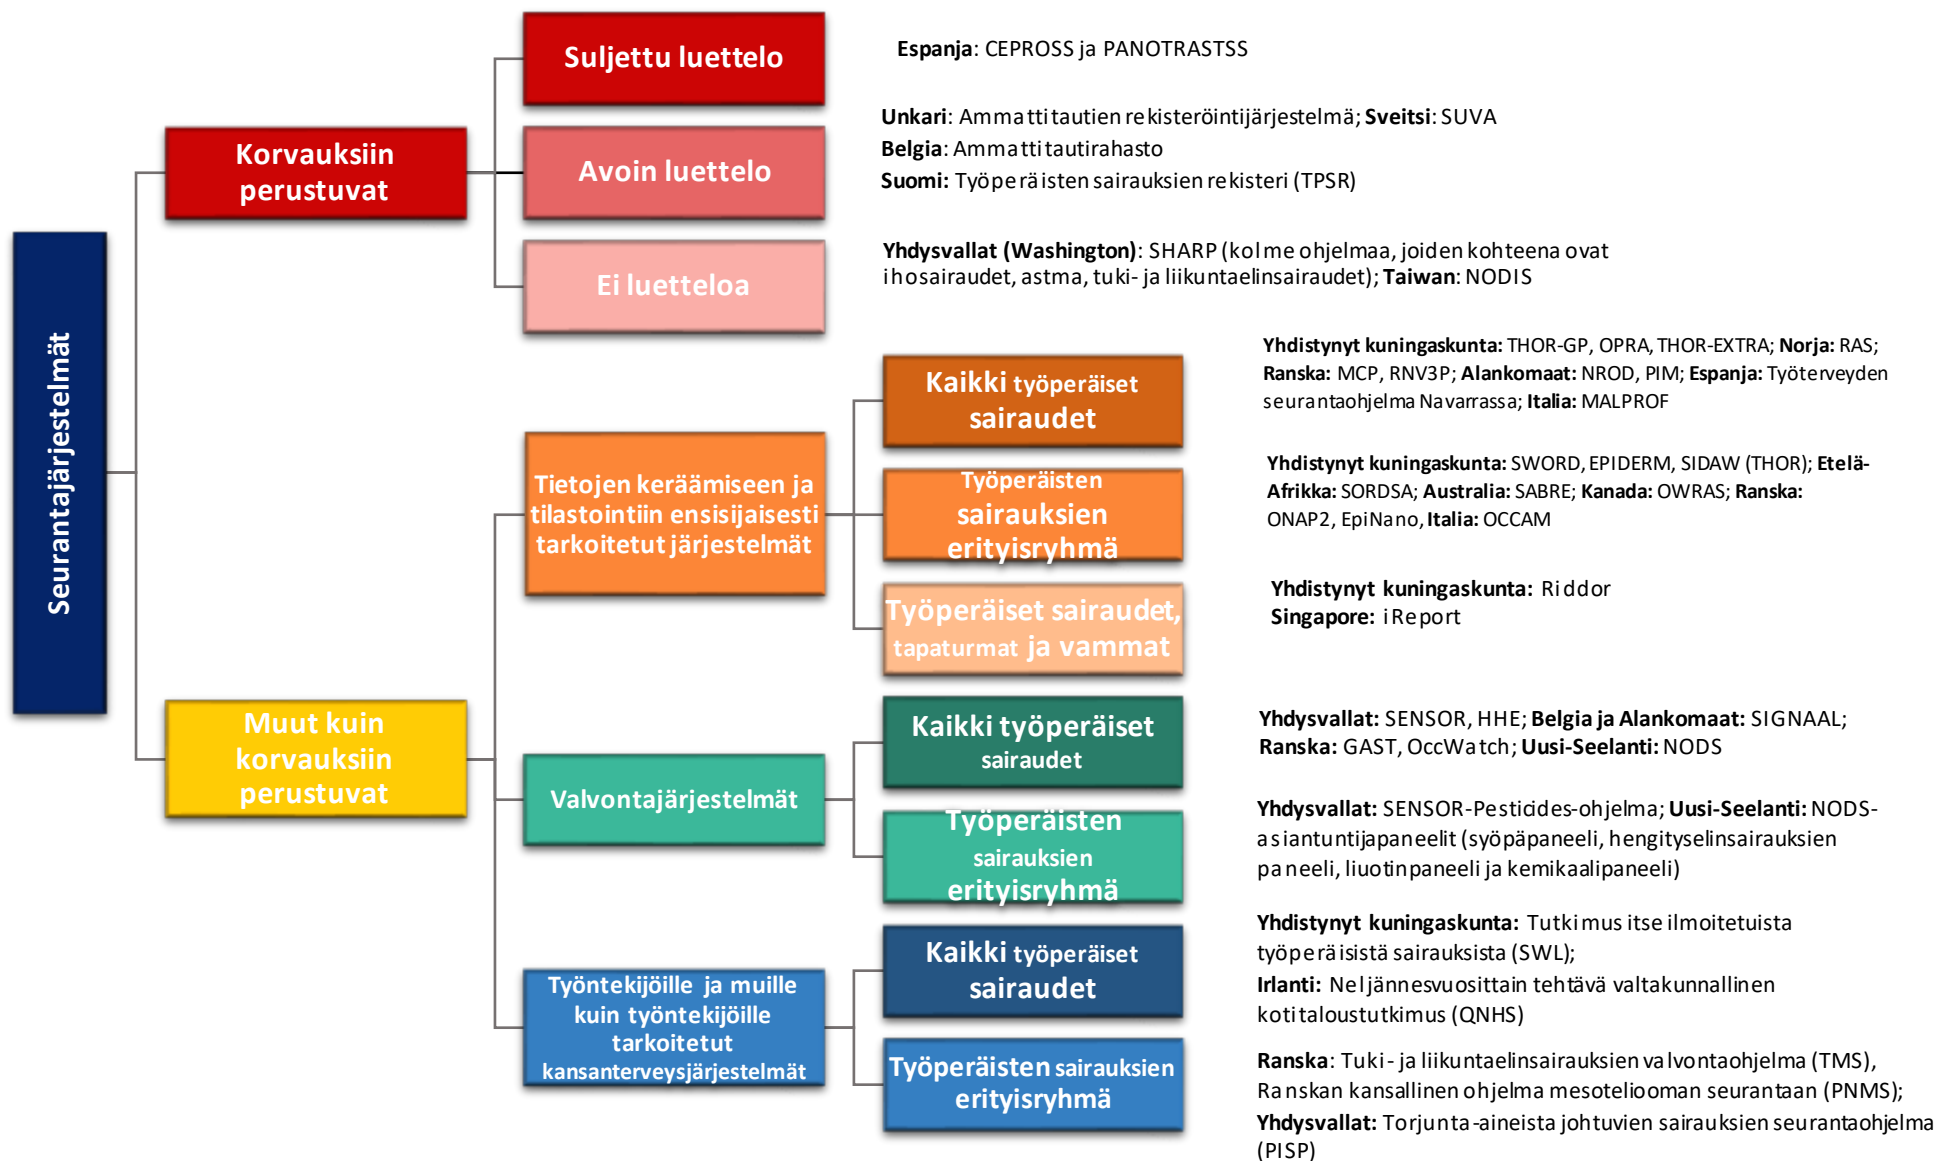 Seurantajärjestelmät
Korvauksiin
perustuvat
Suljettu luettelo
Espanja: CEPROSS ja PANOTRASTSS
Avoin luettelo
Unkari: Ammattitautien rekisteröintijärjestelmä; Sveitsi: SUVA
Belgia: Ammattitautirahasto
Suomi: Työperäisten sairauksien rekisteri (TPSR)
Ei luetteloa
Yhdysvallat (Washington): SHARP (kolme ohjelmaa, joiden kohteena ovat
ihosairaudet, astma, tuki- ja liikuntaelinsairaudet); Taiwan: NODIS
Muut kuin
korvauksiin
perustuvat
Tietojen keräämiseen ja
tilastointiin ensisijaisesti
tarkoitetut järjestelmät
Kaikki työperäiset
sairaudet
Yhdistynyt kuningaskunta: THOR-GP, OPRA, THOR-EXTRA; Norja: RAS;
Ranska: MCP, RNV3P; Alankomaat: NROD, PIM; Espanja: Työterveyden
seurantaohjelma Navarrassa; Italia: MALPROF
Työperäisten
sairauksien
erityisryhmä
Yhdistynyt kuningaskunta: SWORD, EPIDERM, SIDAW (THOR); Etelä-
Afrikka: SORDSA; Australia: SABRE; Kanada: OWRAS; Ranska:
ONAP2, EpiNano, Italia: OCCAM
Työperäiset sairaudet,
tapaturmat ja vammat
Yhdistynyt kuningaskunta: Riddor
Singapore: iReport
Valvontajärjestelmät
Kaikki työperäiset
sairaudet
Yhdysvallat: SENSOR, HHE; Belgia ja Alankomaat: SIGNAAL;
Ranska: GAST, OccWatch; Uusi-Seelanti: NODS
Työperäisten
sairauksien
erityisryhmä
Yhdysvallat: SENSOR-Pesticides-ohjelma; Uusi-Seelanti: NODS-
asiantuntijapaneelit (syöpäpaneeli, hengityselinsairauksien
paneeli, liuotinpaneeli ja kemikaalipaneeli)
Työntekijöille ja muille
kuin työntekijöille
tarkoitetut
kansanterveysjärjestelmät
Kaikki työperäiset
sairaudet
Yhdistynyt kuningaskunta: Tutkimus itse ilmoitetuista
työperäisistä sairauksista (SWL);
Irlanti: Neljännesvuosittain tehtävä valtakunnallinen
kotitaloustutkimus (QNHS)
Työperäisten sairauksien
erityisryhmä
Ranska: Tuki- ja liikuntaelinsairauksien valvontaohjelma (TMS),
Ranskan kansallinen ohjelma mesoteliooman seurantaan (PNMS);
Yhdysvallat: Torjunta-aineista johtuvien sairauksien seurantaohjelma
(PISP)